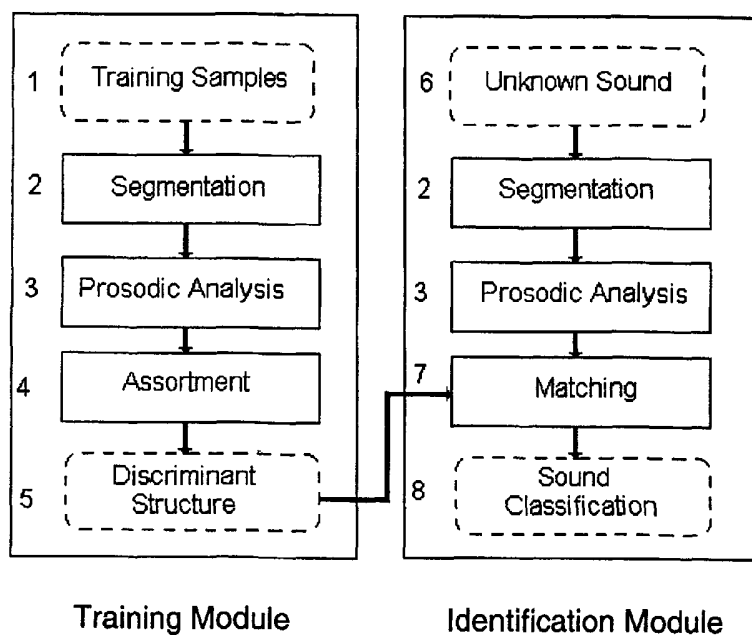 1
Training Samples
2
Segmentation
3
Prosodic Analysis
4
Assortment
5
Discriminant
Structure
Training Module
6
Unknown Sound
2
Segmentation
3
Prosodic Analysis
7
Matching
8
Sound
Classification
Identification Module